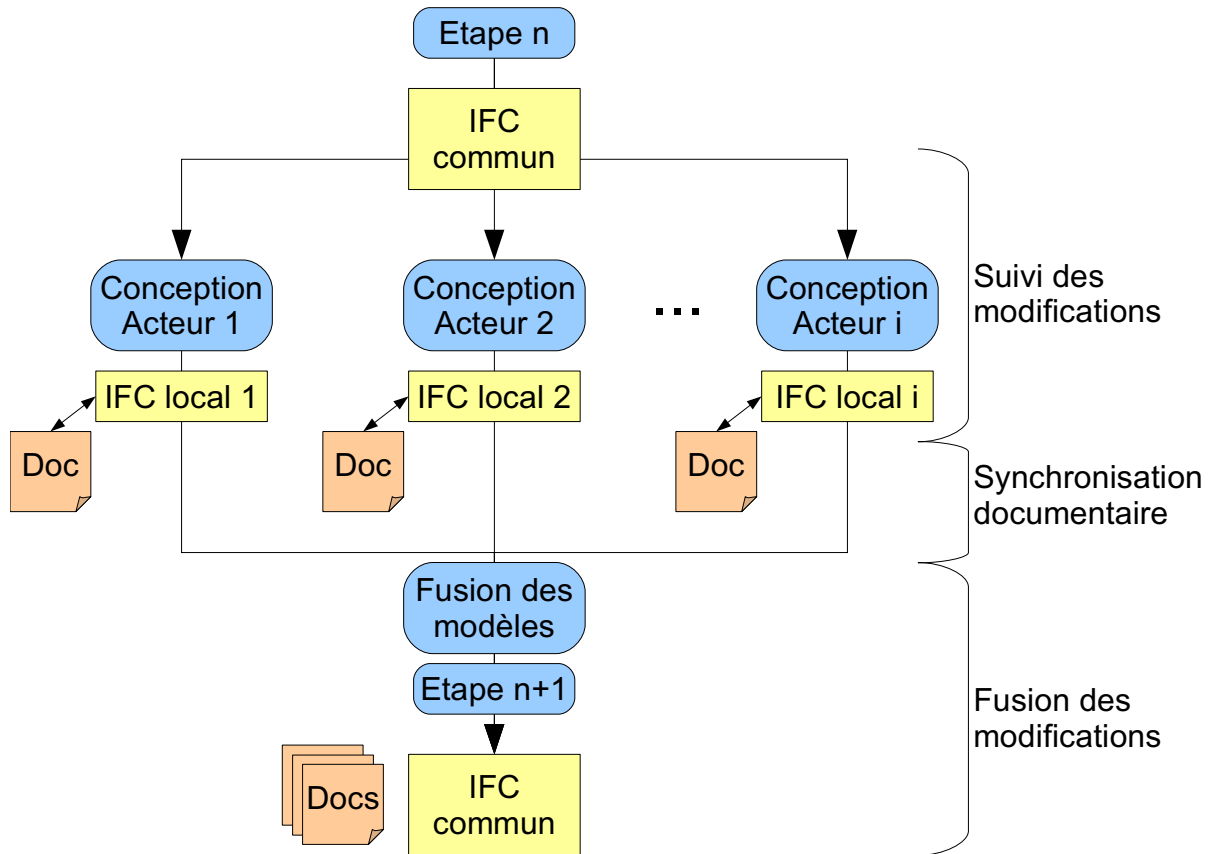 Etape n
IFC
commun
Conception
Acteur 1
Conception
Acteur 2
...
Conception
Acteur i
Suivi des
modifications
IFC local 1
IFC local 2
IFC local i
Doc
Doc
Doc
Synchronisation
documentaire
Fusion des
modèles
Etape n+1
Fusion des
modifications
Docs
IFC
commun